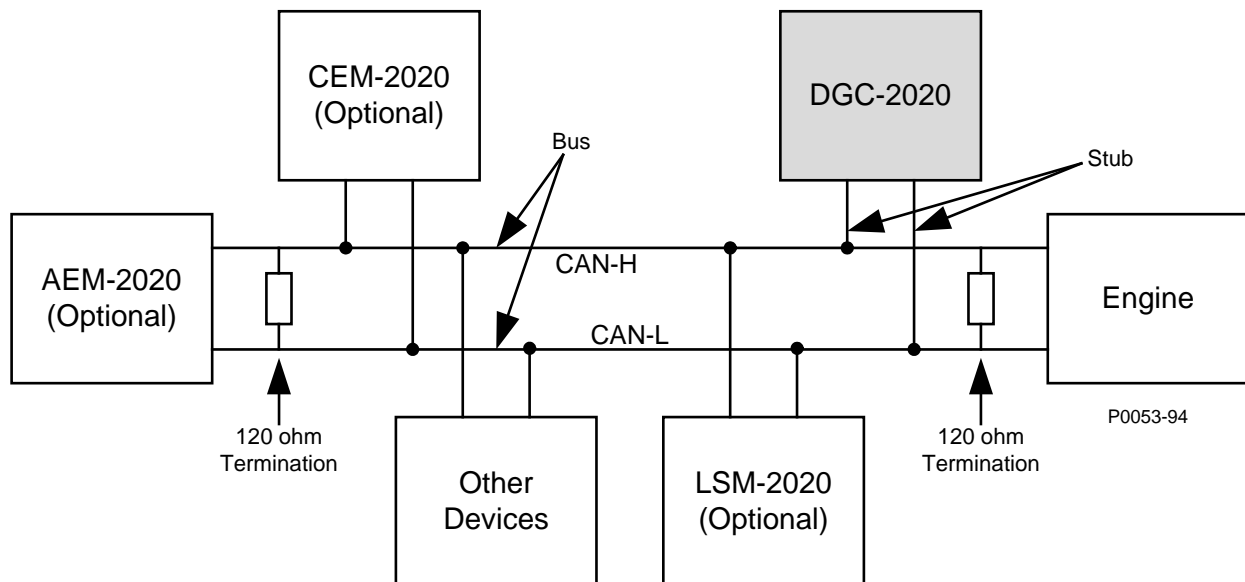 CEM-2020
(Optional)
DGC-2020
Bus
Stub
AEM-2020
(Optional)
CAN-H
CAN-L
Engine
P0053-94
120 ohm
Termination
120 ohm
Termination
Other
Devices
LSM-2020
(Optional)